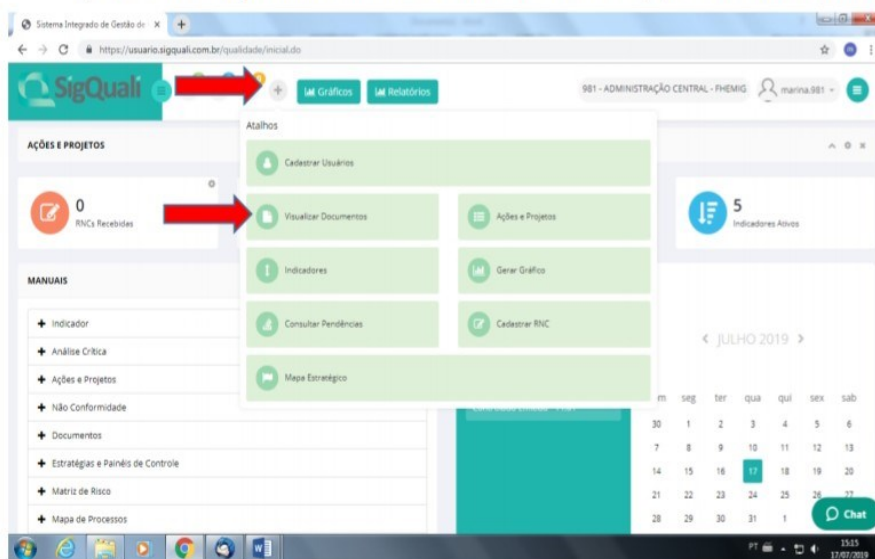 Sistema Integrado de Gestão de
https://usuario.sigquali.com.br/qualidade/inicial.do
SigQuali
Gráficos
Relatórios
981 - ADMINISTRAÇÃO CENTRAL - FHEMIG
marina.981
Atalhos
AÇÕES E PROJETOS
Cadastrar Usuários
0
RNCs Recebidas
Visualizar Documentos
Ações e Projetos
5
Indicadores Ativos
Indicadores
Gerar Gráfico
MANUAIS
Consultar Pendências
Cadastrar RNC
Mapa Estratégico
+ Indicador
+ Análise Crítica
+ Ações e Projetos
+ Não Conformidade
+ Documentos
+ Estratégias e Painéis de Controle
+ Matriz de Risco
+ Mapa de Processos
< JULHO 2019 >
m seg ter qua qui sex sab
30 1 2 3 4 5 6
7 8 9 10 11 12 13
14 15 16 17 18 19 20
21 22 23 24 25 26 27
28 29 30 31 1
Chat
PT
15:15
17/07/2019